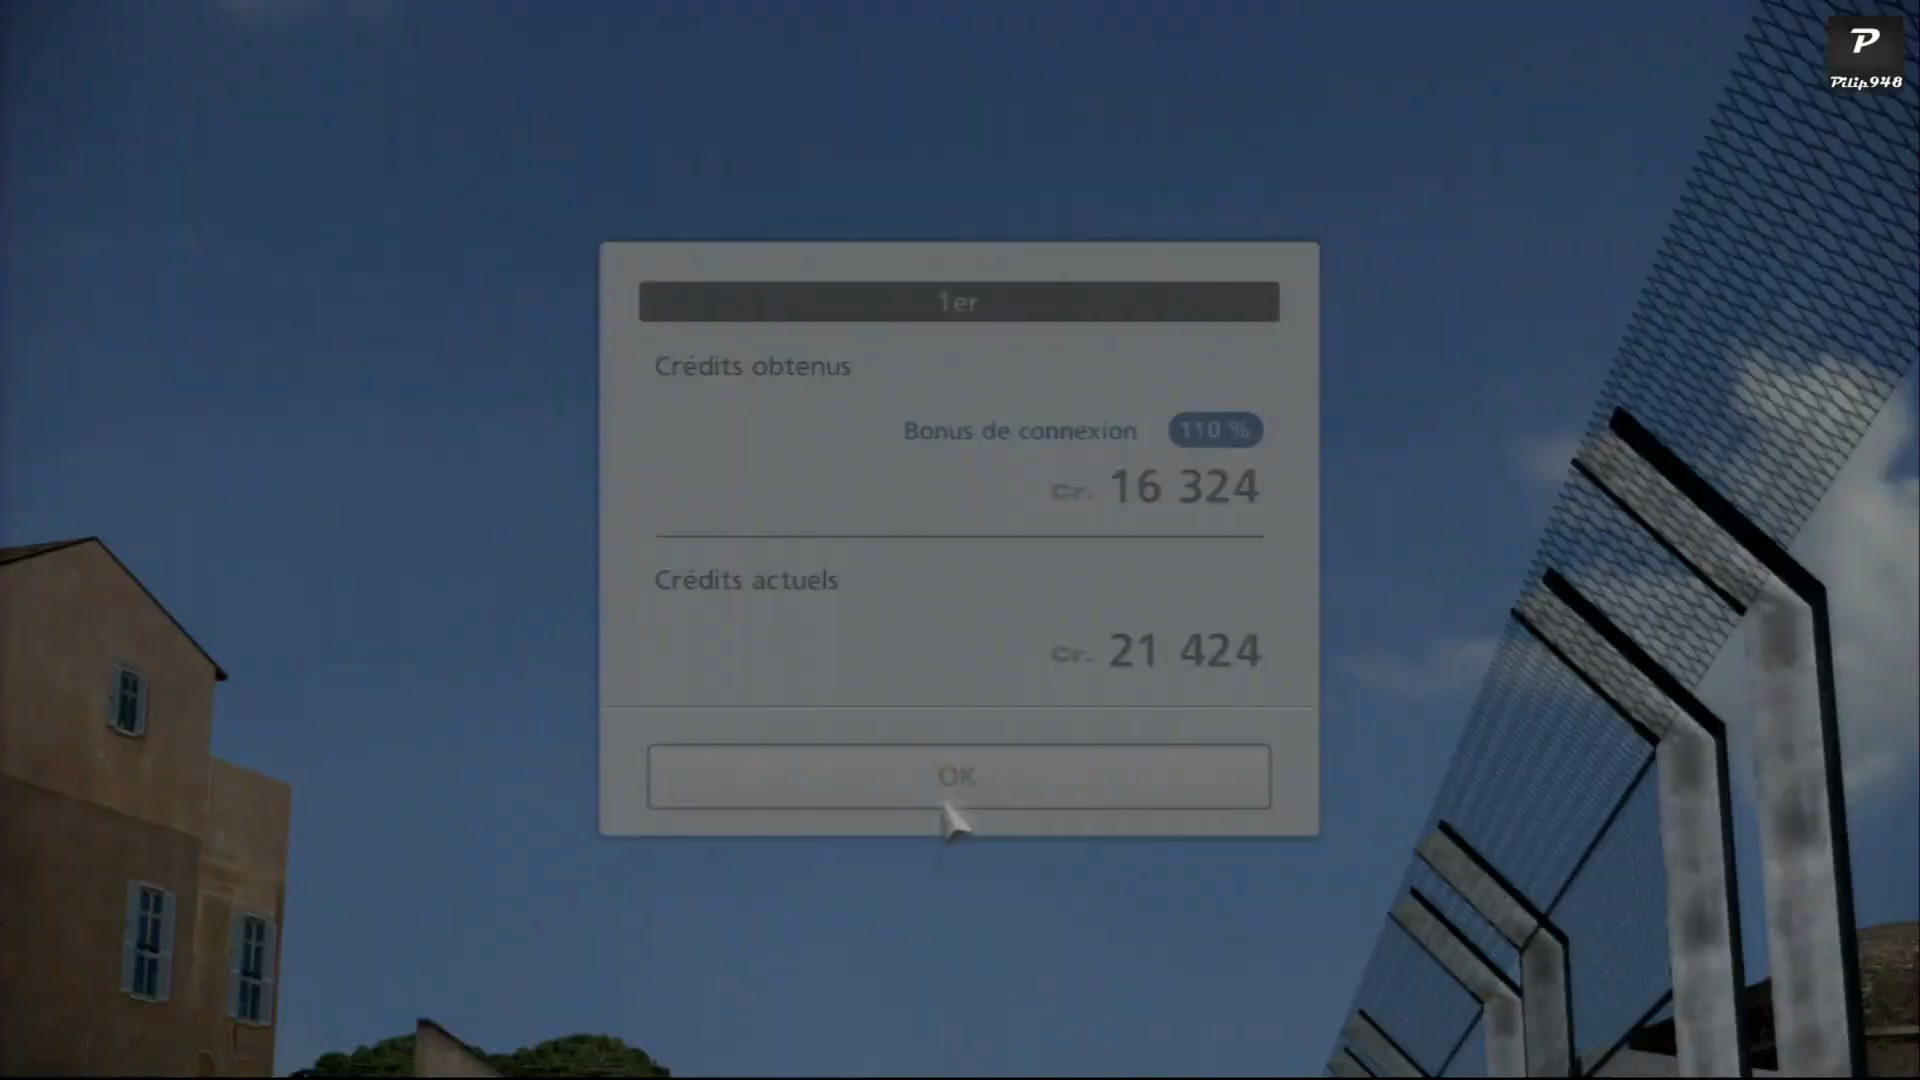 P
Pilip948
1er
Crédits obtenus
Bonus de connexion 110 %
Cr. 16 324
Crédits actuels
Cr. 21 424
OK